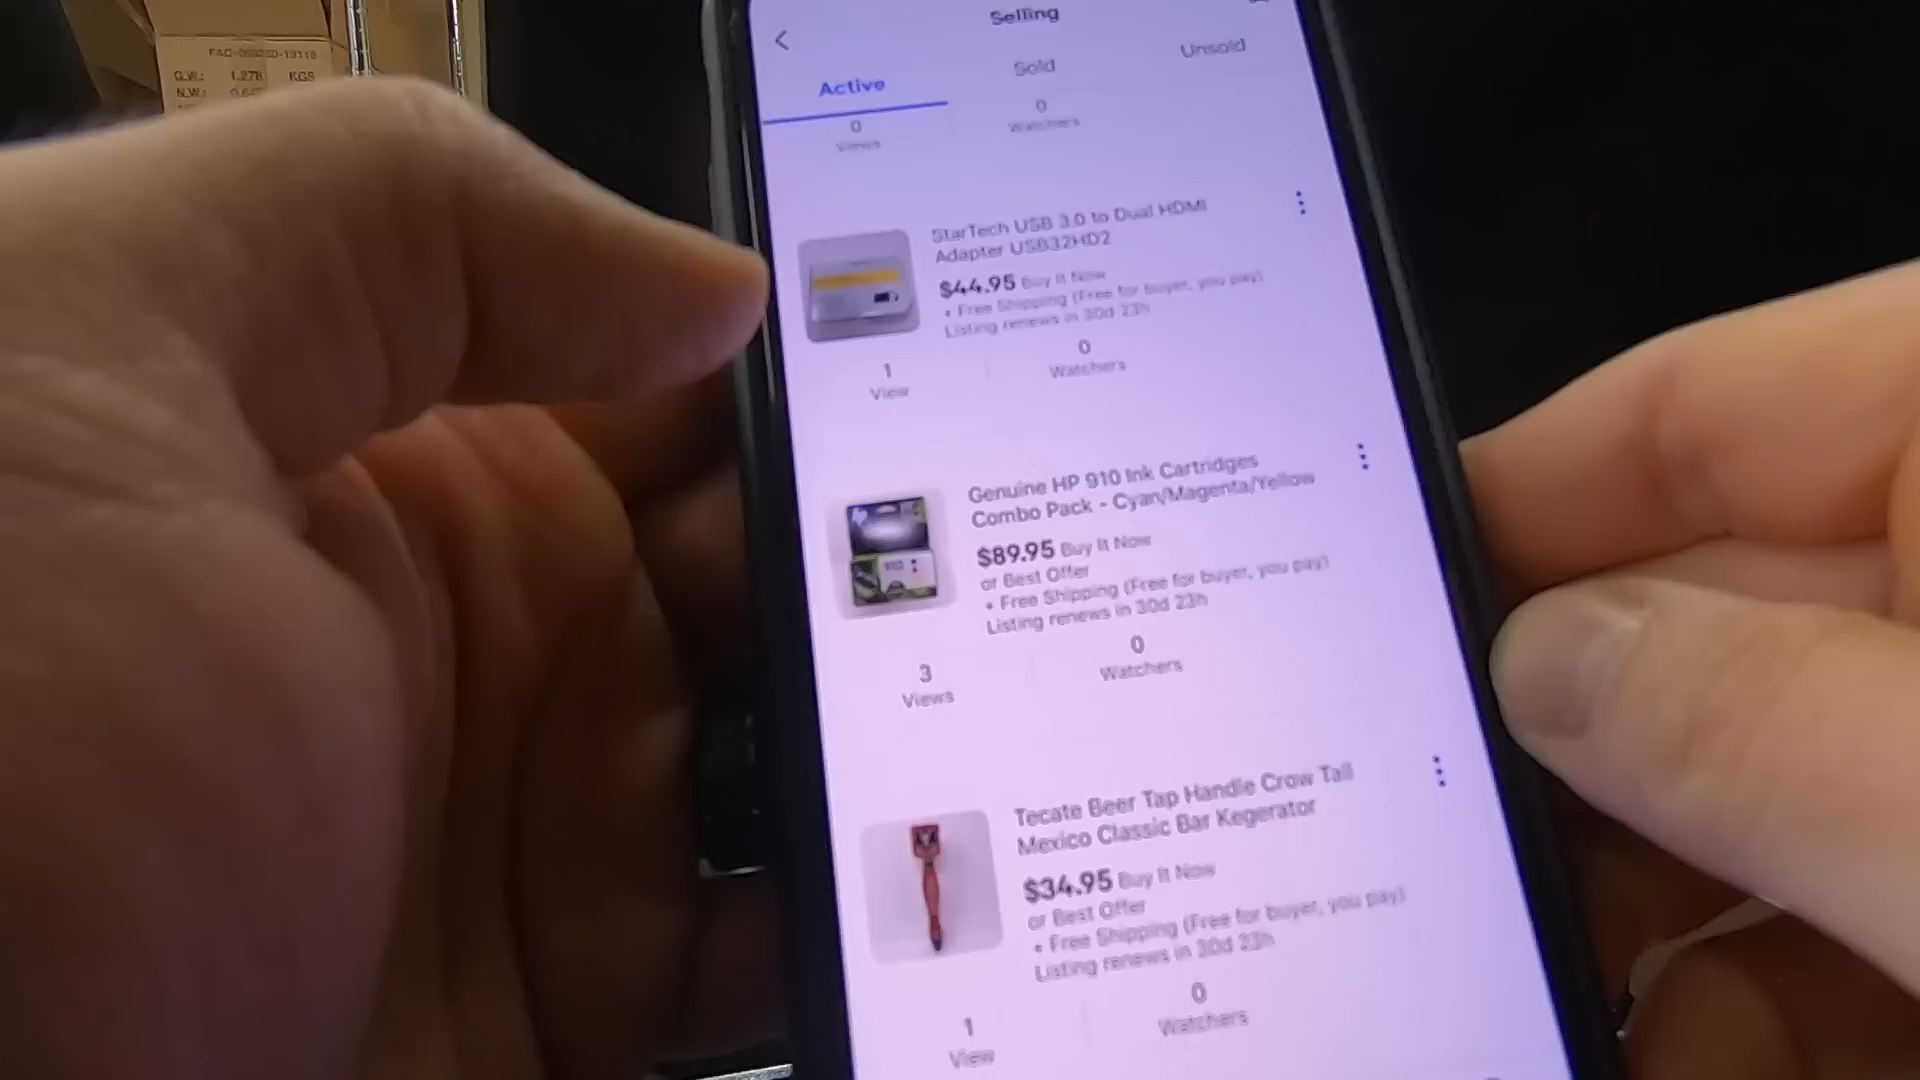 G.W.: 1.278 KGS
N.W.:
Selling
Active
Sold
Unsold
0
Views
0
Watchers
StarTech USB 3.0 to Dual HDMI
Adapter USB32HD2
$44.95 Buy It Now
+ Free Shipping (Free for buyer, you pay)
Listing renews in 30d 23h
1
View
0
Watchers
Genuine HP 910 Ink Cartridges
Combo Pack - Cyan/Magenta/Yellow
$89.95 Buy It Now
or Best Offer
+ Free Shipping (Free for buyer, you pay)
Listing renews in 30d 23h
3
Views
0
Watchers
Tecate Beer Tap Handle Crow Tall
Mexico Classic Bar Kegerator
$34.95 Buy It Now
or Best Offer
+ Free Shipping (Free for buyer, you pay)
Listing renews in 30d 23h
1
View
0
Watchers